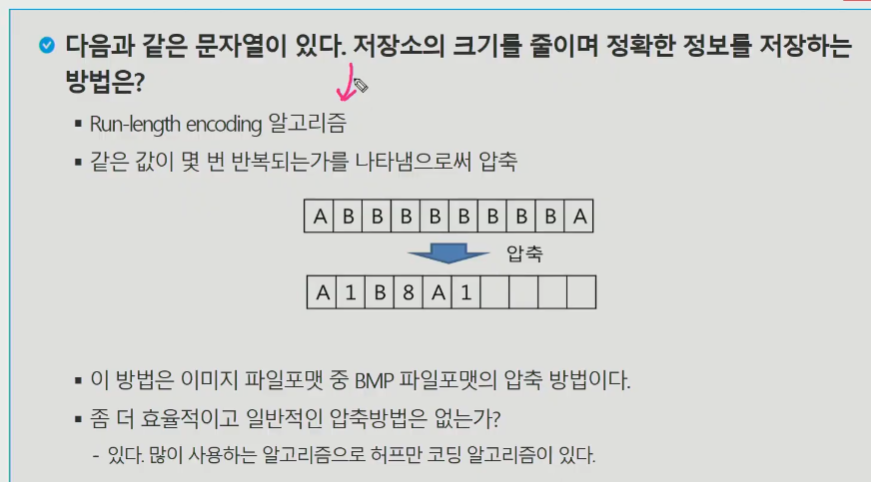 다음과 같은 문자열이 있다. 저장소의 크기를 줄이며 정확한 정보를 저장하는
방법은?
▪ Run-length encoding 알고리즘
▪ 같은 값이 몇 번 반복되는가를 나타냄으로써 압축
A B B B B B B B B A
압축
A 1 B 8 A 1
▪ 이 방법은 이미지 파일포맷 중 BMP 파일포맷의 압축 방법이다.
▪ 좀 더 효율적이고 일반적인 압축방법은 없는가?
- 있다. 많이 사용하는 알고리즘으로 허프만 코딩 알고리즘이 있다.